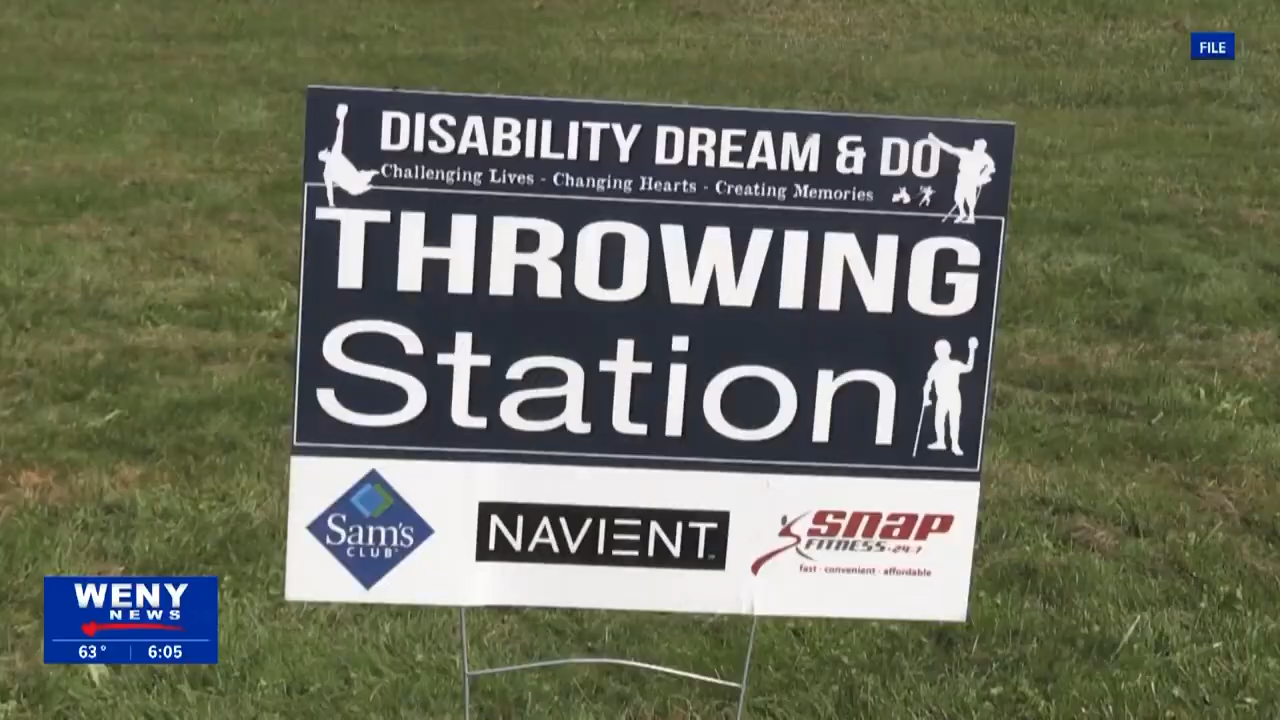 FILE
DISABILITY DREAM & DO
Challenging Lives - Changing Hearts - Creating Memories
THROWING
Station
Sam's
CLUB
NAVIENT
snap
FITNESS-24-7
fast · convenient · affordable
WENY
NEWS
63° | 6:05